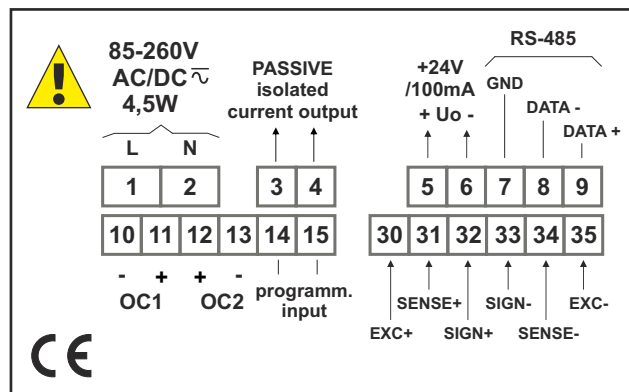 85-260V
AC/DC
4,5W
L N
PASSIVE
isolated
current output
+24V
/100mA
+ Uo -
RS-485
GND
DATA -
DATA +
1 2 3 4 5 6 7 8 9
10 11 12 13 14 15 30 31 32 33 34 35
- + + -
OC1 OC2
programm.
input
SENSE+ SIGN- EXC-
EXC+ SIGN+ SENSE-
CE